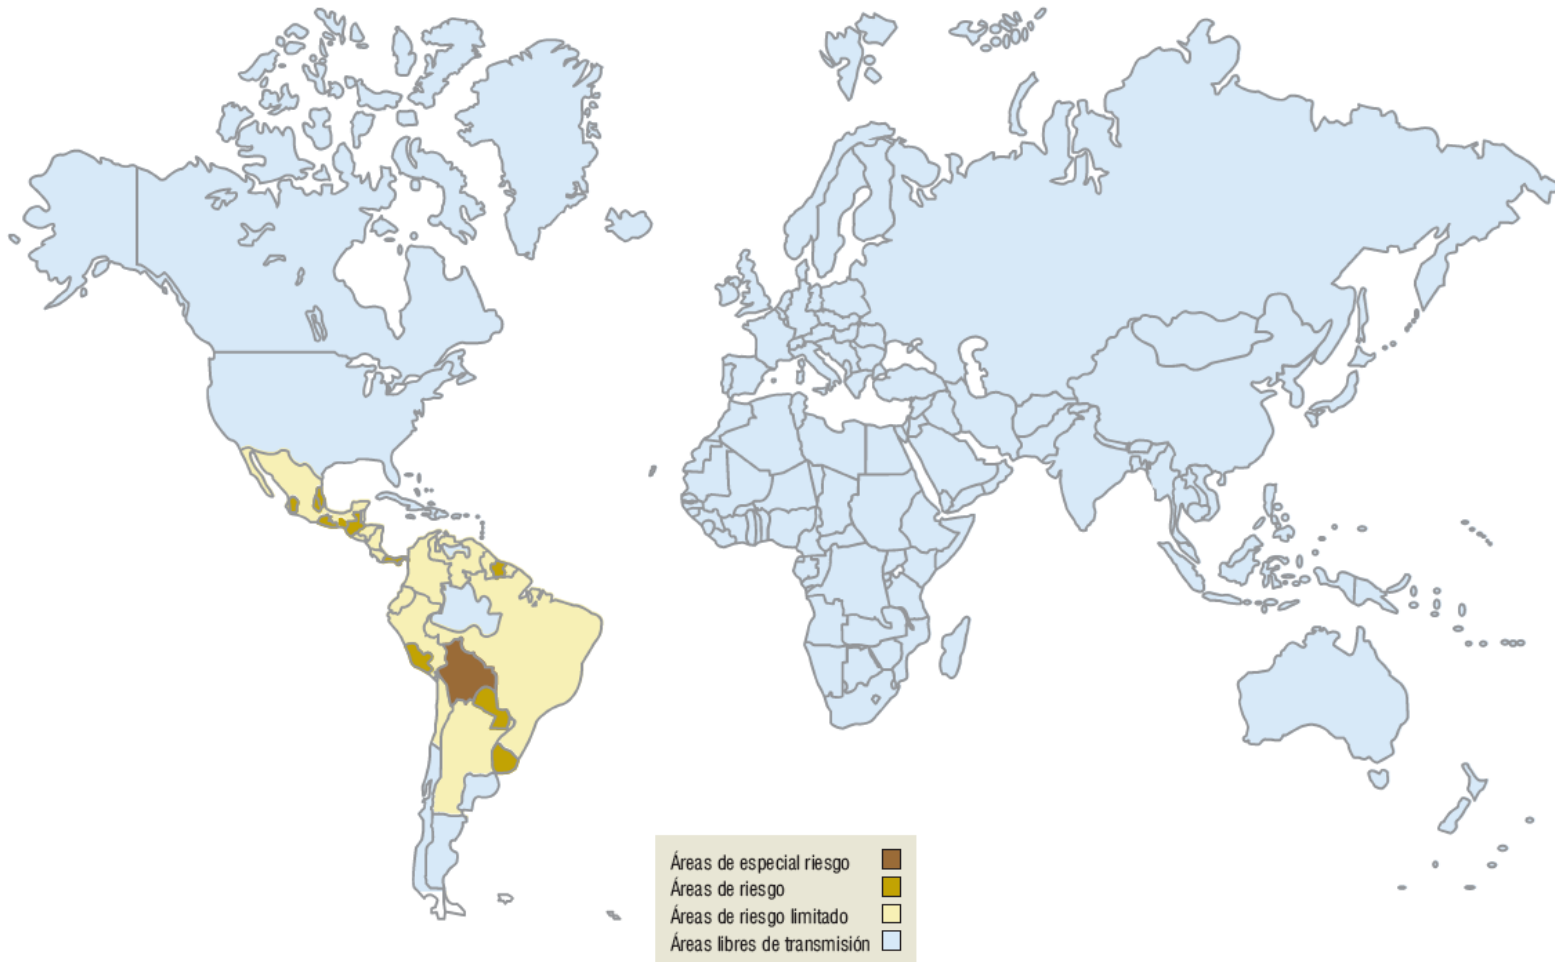 Áreas de especial riesgo
Áreas de riesgo
Áreas de riesgo limitado
Áreas libres de transmisión